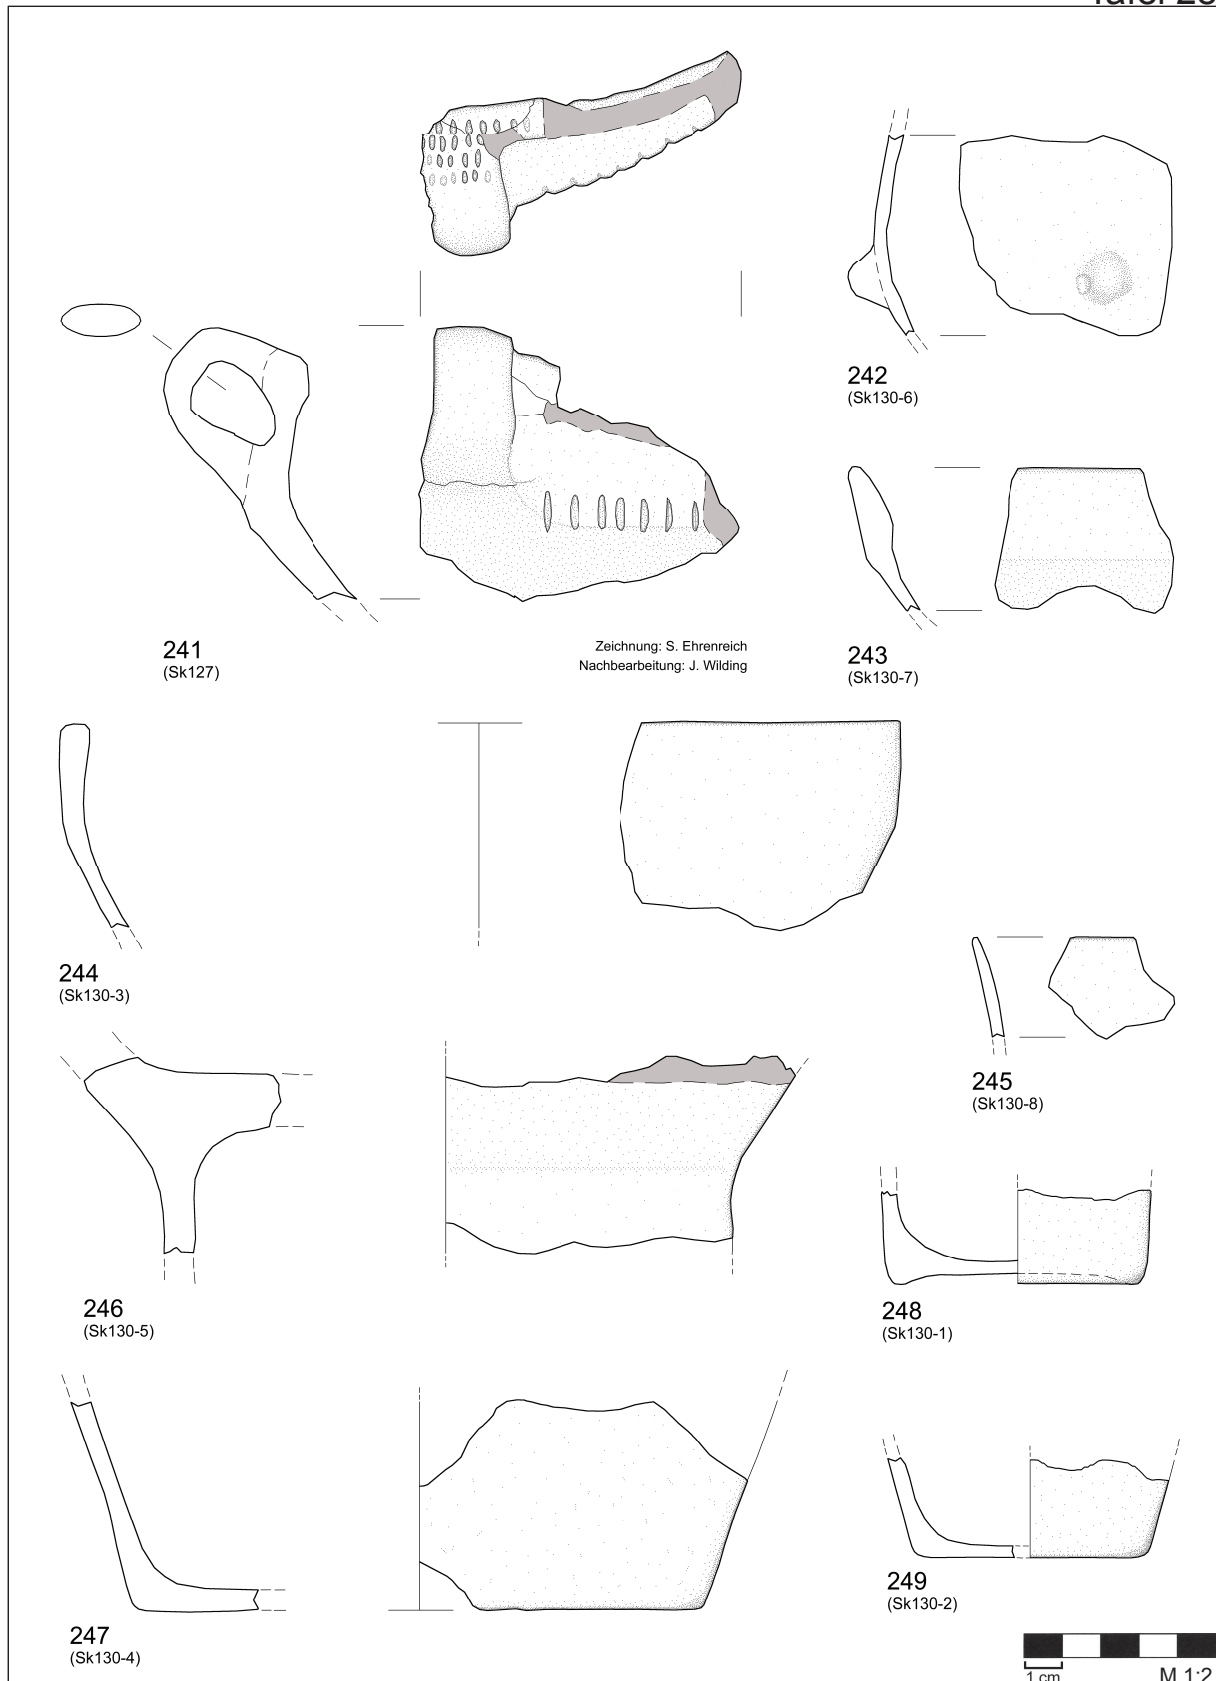 242
(Sk130-6)
241
(Sk127)
Zeichnung: S. Ehrenreich
Nachbearbeitung: J. Wilding
243
(Sk130-7)
244
(Sk130-3)
245
(Sk130-8)
246
(Sk130-5)
248
(Sk130-1)
247
(Sk130-4)
249
(Sk130-2)
1 cm
M 1:2